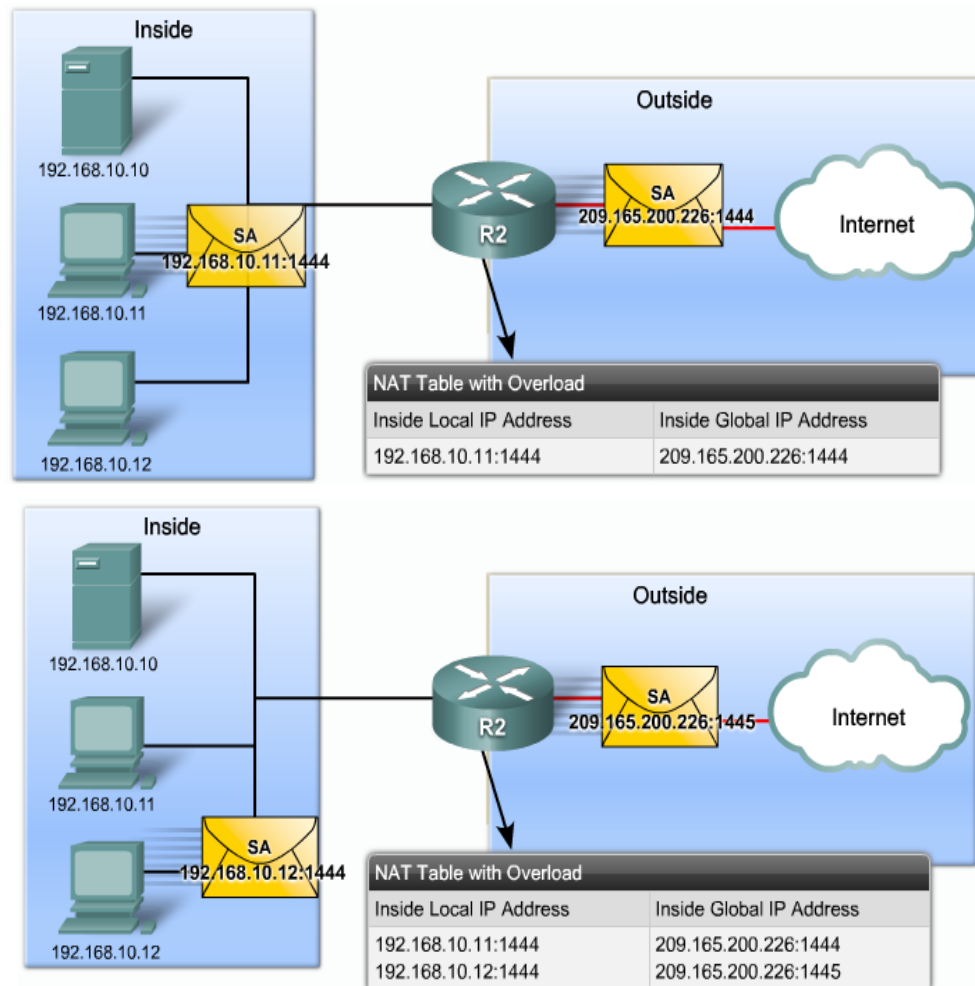 Inside
192.168.10.10
SA
192.168.10.11:1444
192.168.10.11
192.168.10.12
Outside
R2
SA
209.165.200.226:1444
Internet
NAT Table with Overload
Inside Local IP Address Inside Global IP Address
192.168.10.11:1444 209.165.200.226:1444
Inside
192.168.10.10
192.168.10.11
SA
192.168.10.12:1444
192.168.10.12
Outside
R2
SA
209.165.200.226:1445
Internet
NAT Table with Overload
Inside Local IP Address Inside Global IP Address
192.168.10.11:1444 209.165.200.226:1444
192.168.10.12:1444 209.165.200.226:1445